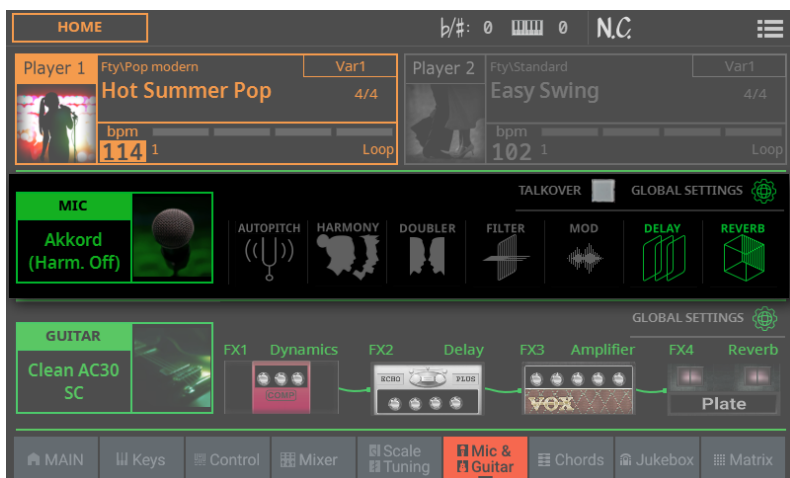 HOME
♭/♯: 0 0 N.C.
Player 1 Fty\Pop modern Var1
Hot Summer Pop 4/4
bpm
114 1 Loop
Player 2 Fty\Standard Var1
Easy Swing 4/4
bpm
102 1 Loop
TALKOVER GLOBAL SETTINGS
MIC
Akkord
(Harm. Off)
AUTOPITCH HARMONY DOUBLER FILTER MOD DELAY REVERB
GLOBAL SETTINGS
GUITAR
Clean AC30
SC
FX1 Dynamics FX2 Delay FX3 Amplifier FX4 Reverb
COMP
ECHO PLUS
VOX
Plate
MAIN
Keys
Control
Mixer
Scale
Tuning
Mic &
Guitar
Chords
Jukebox
Matrix